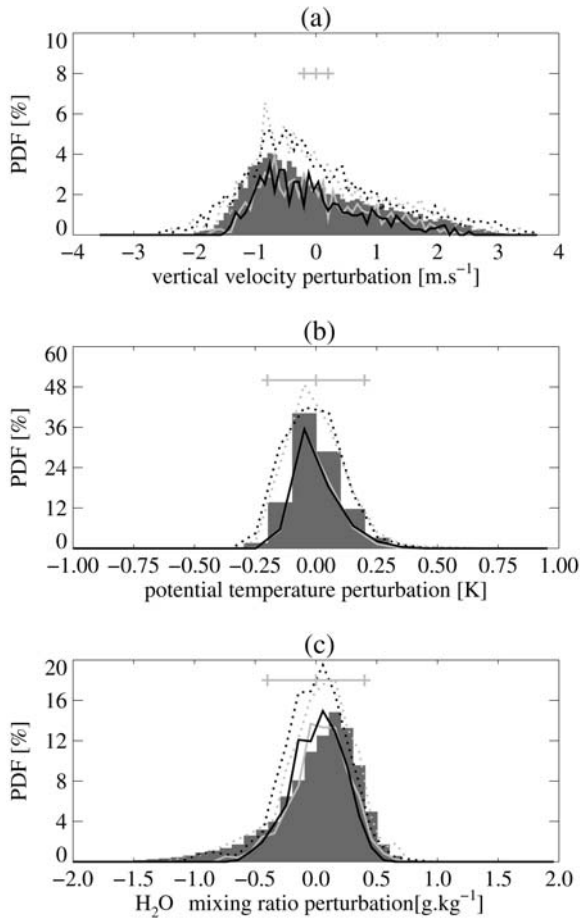 (a)
10
8
6
4
2
0
PDF [%]
−4 −3 −2 −1 0 1 2 3 4
vertical velocity perturbation [m.s−1]
(b)
60
48
36
24
12
0
PDF [%]
−1.00 −0.75 −0.50 −0.25 0.00 0.25 0.50 0.75 1.00
potential temperature perturbation [K]
(c)
20
16
12
8
4
0
PDF [%]
−2.0 −1.5 −1.0 −0.5 0.0 0.5 1.0 1.5 2.0
H2O mixing ratio perturbation[g.kg−1]